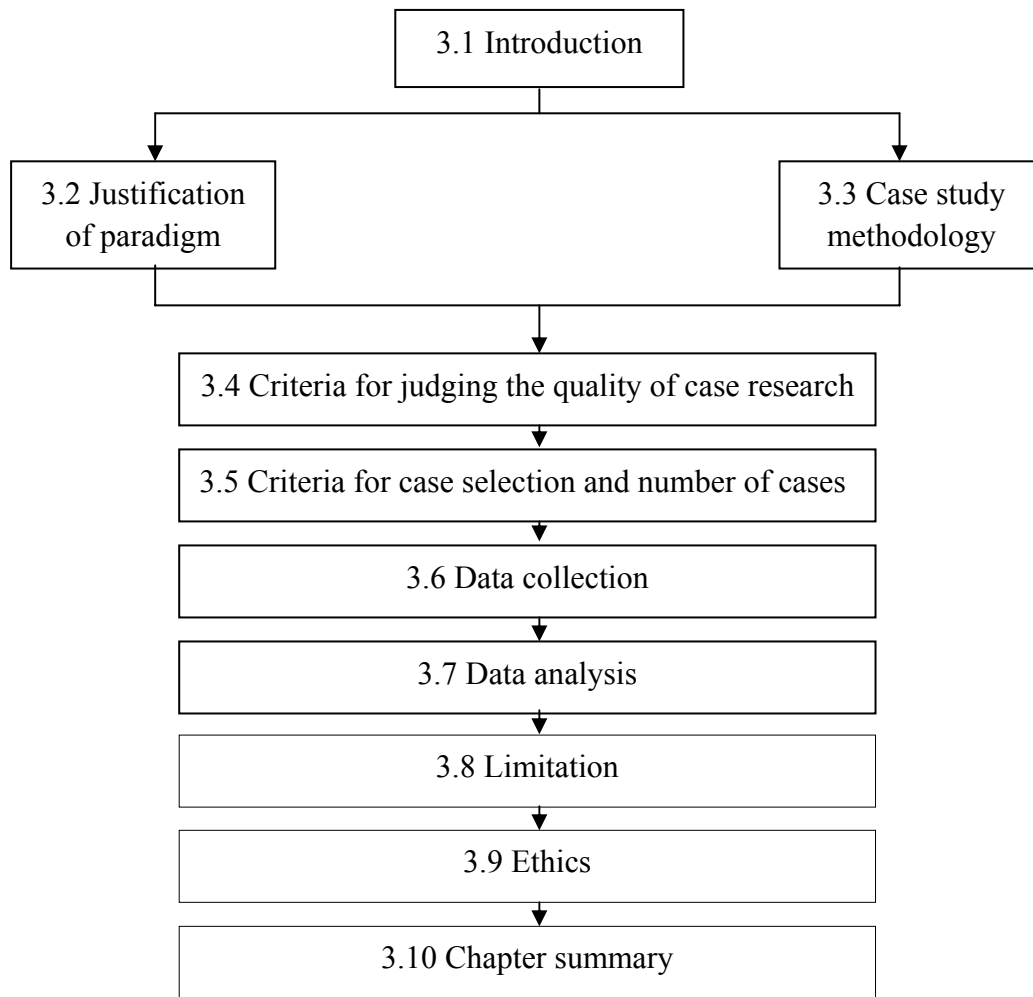 3.1 Introduction
3.2 Justification
of paradigm
3.3 Case study
methodology
3.4 Criteria for judging the quality of case research
3.5 Criteria for case selection and number of cases
3.6 Data collection
3.7 Data analysis
3.8 Limitation
3.9 Ethics
3.10 Chapter summary